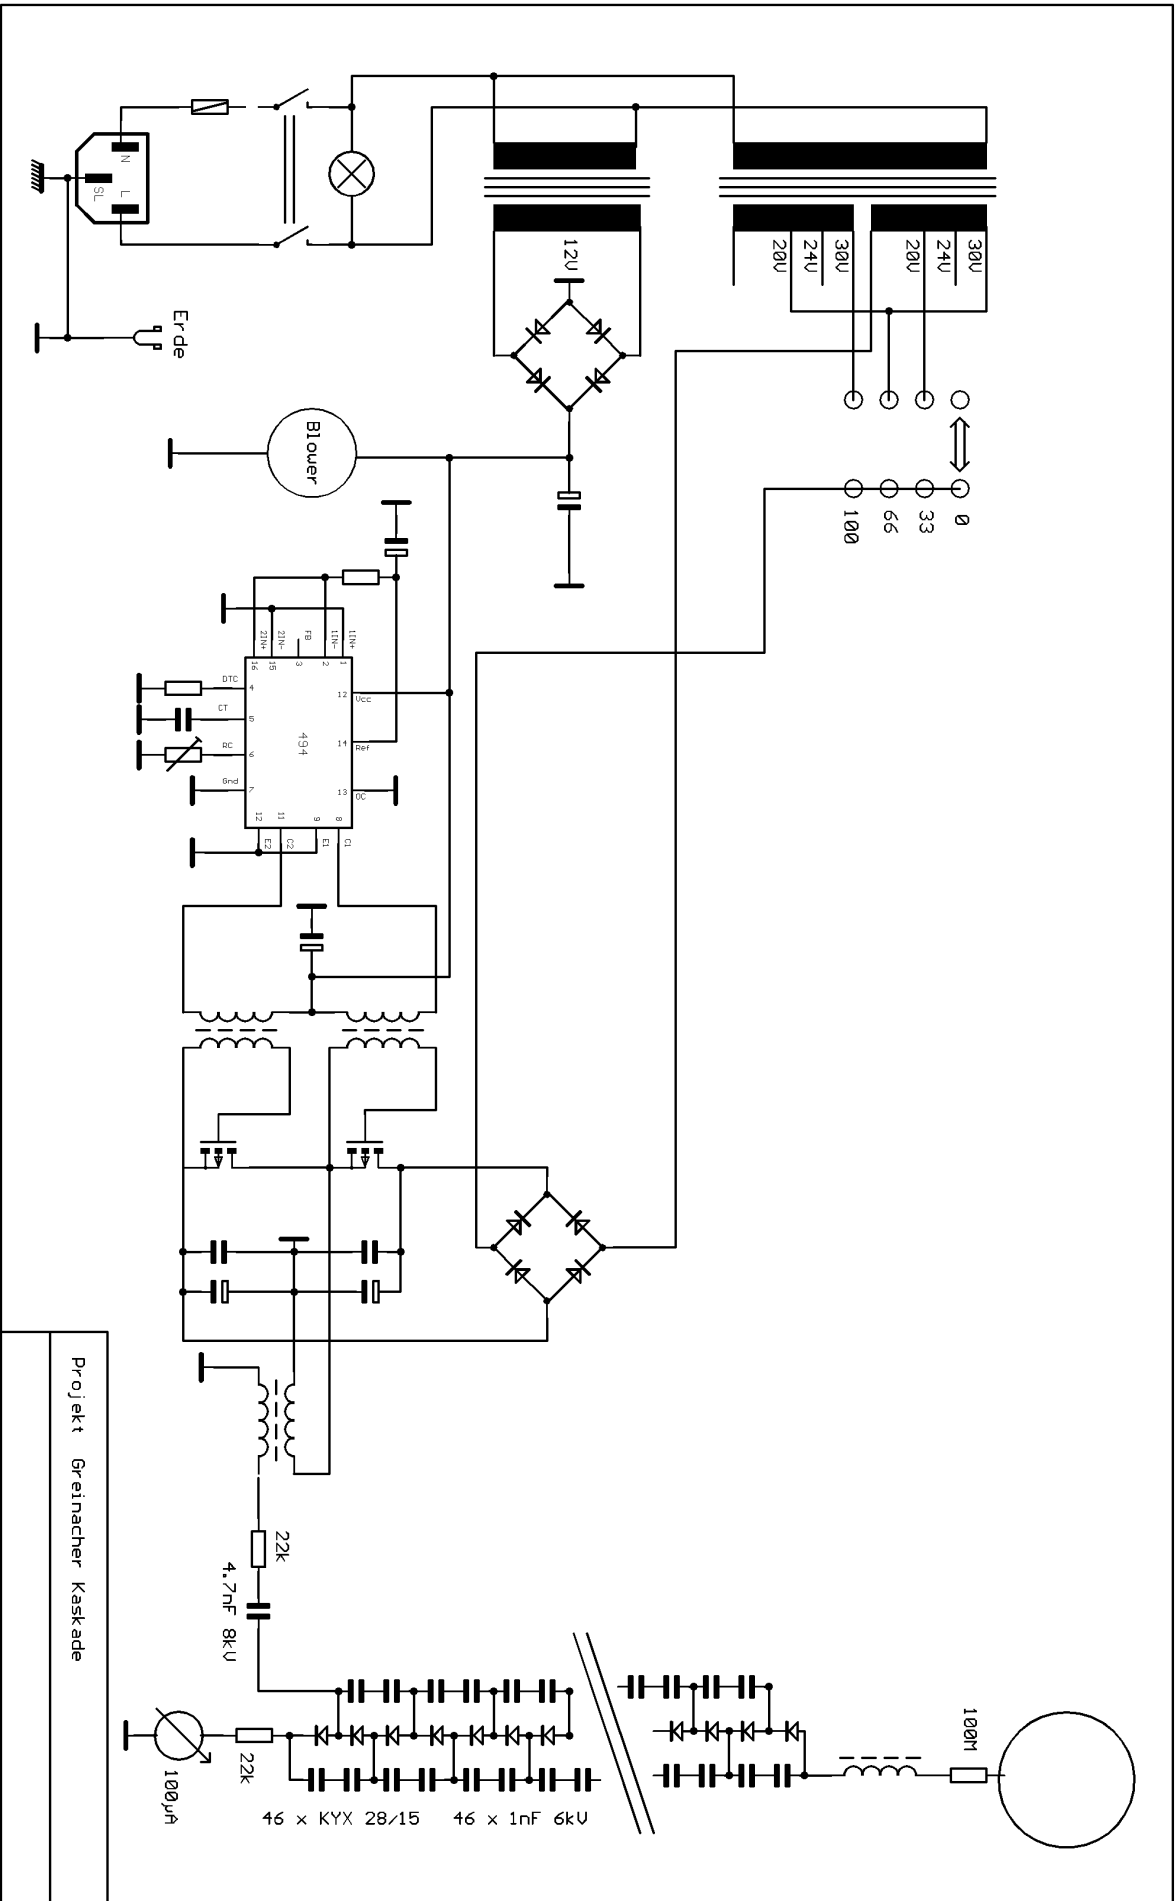 30V
24V
20V
30V
24V
20V
12V
0
33
66
100
N
SL
L
Erde
Blower
1IN+
1IN-
FB
2IN-
2IN+
1
2
3
15
16
DTC
4
CT
5
RC
6
Gnd
7
494
12
Vcc
14
Ref
13
OC
8
9
11
12
C1
E1
C2
E2
22k
4.7nF 8kV
100M
22k
100µA
46 x KYX 28/15
46 x 1nF 6kV
Projekt Greinacher Kaskade